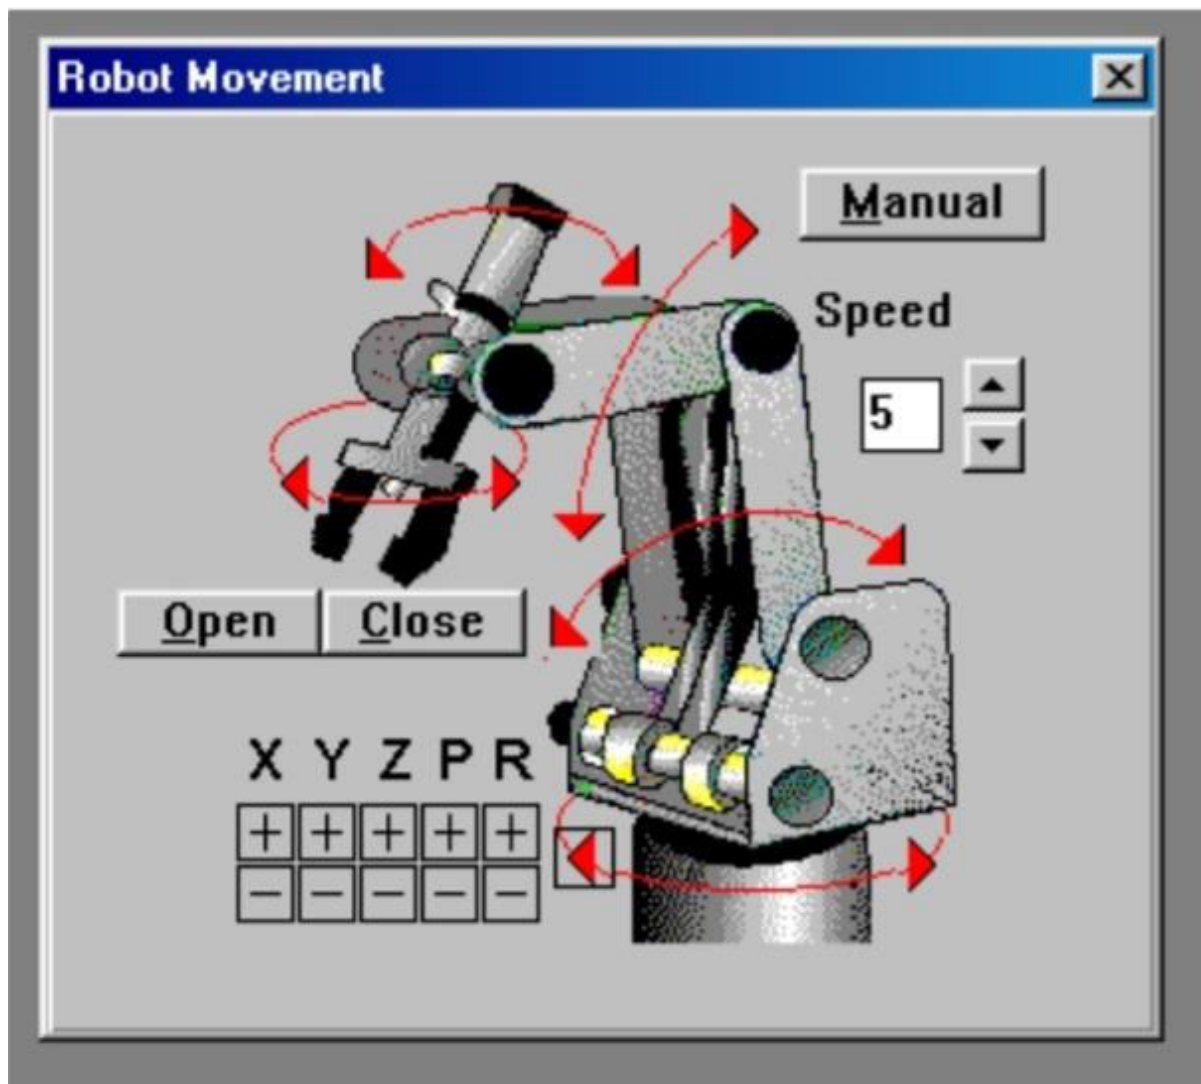 Robot Movement
Manual
Speed
5
Open Close
X Y Z P R
+ + + + +
- - - - -